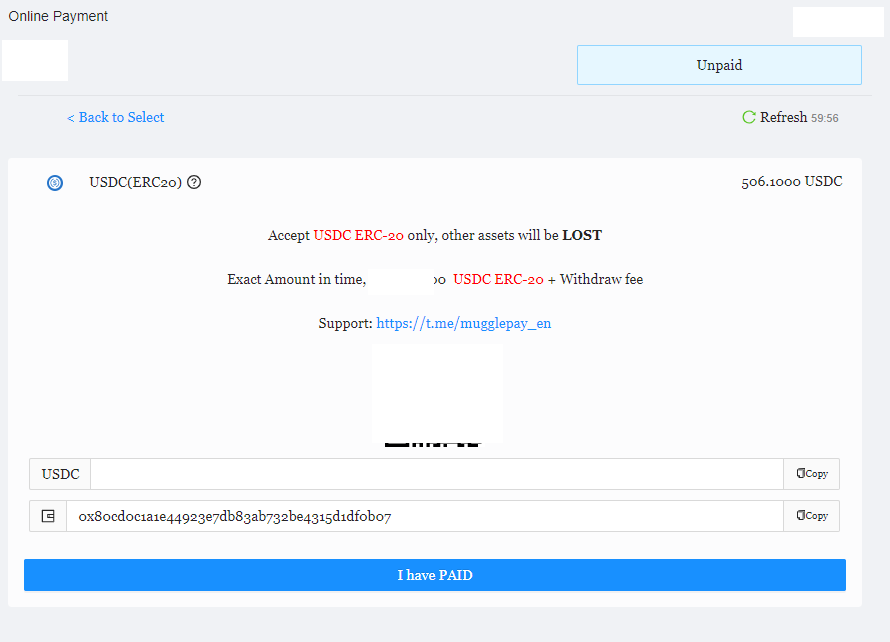 Online Payment
Unpaid
< Back to Select
Refresh 59:56
USDC(ERC20)
506.1000 USDC
Accept USDC ERC-20 only, other assets will be LOST
Exact Amount in time, 00 USDC ERC-20 + Withdraw fee
Support: https://t.me/mugglepay_en
USDC
Copy
0x80cd0c1a1e44923e7db83ab732be4315d1df0b07
Copy
I have PAID